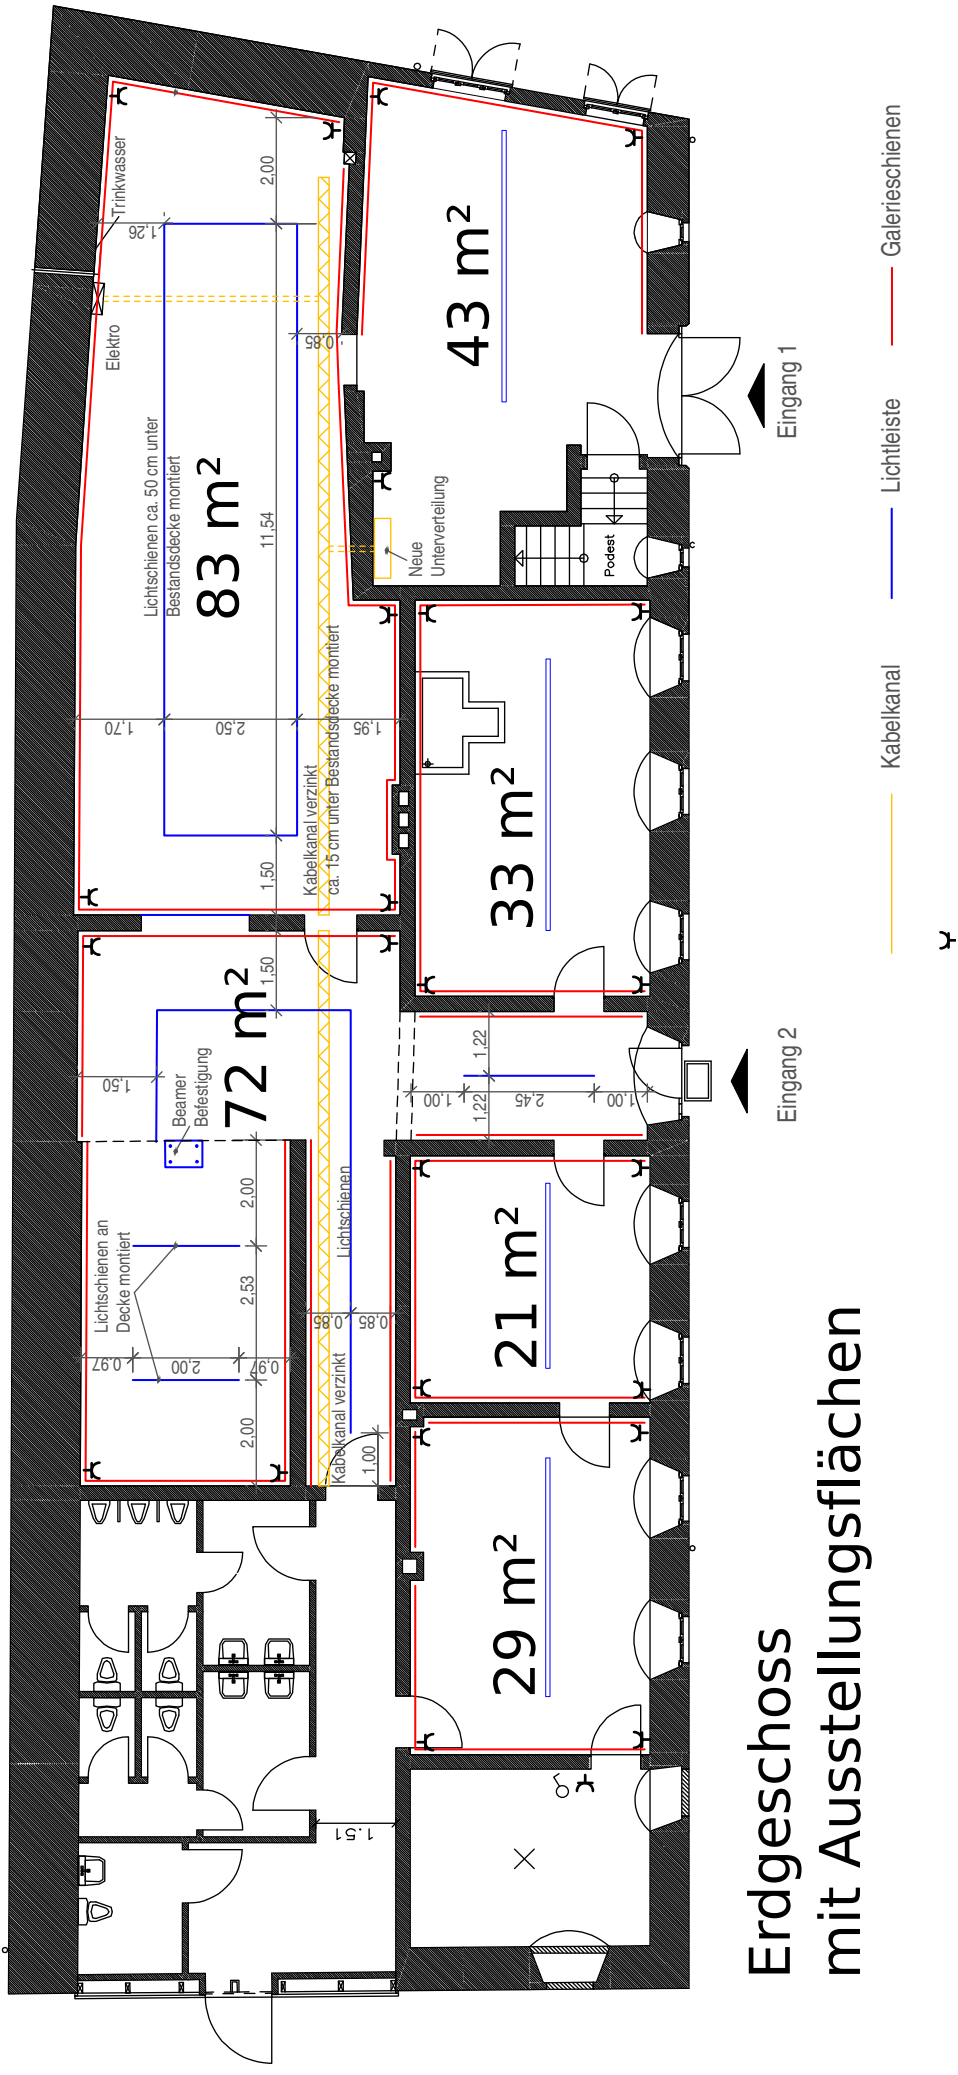 Erdgeschoss
mit Ausstellungsflächen
29 m²
21 m²
33 m²
43 m²
72 m²
83 m²
Trinkwasser
Elektro
Lichtschienen ca. 50 cm unter
Bestandsdecke montiert
Kabelkanal verzinkt
ca. 15 cm unter Bestandsdecke montiert
Neue
Unterverteilung
Podest
Beamer
Befestigung
Lichtschienen an
Decke montiert
Lichtschienen
Kabelkanal verzinkt
1,50
11,54
2,00
1,26
0,85
1,70
2,50
1,95
1,50
1,50
2,00
2,53
2,00
0,97
2,00
0,97
0,85
0,85
1,00
1,22
1,22
1,00
2,45
1,00
1.51
Eingang 2
Eingang 1
Kabelkanal
Lichtleiste
Galerieschienen